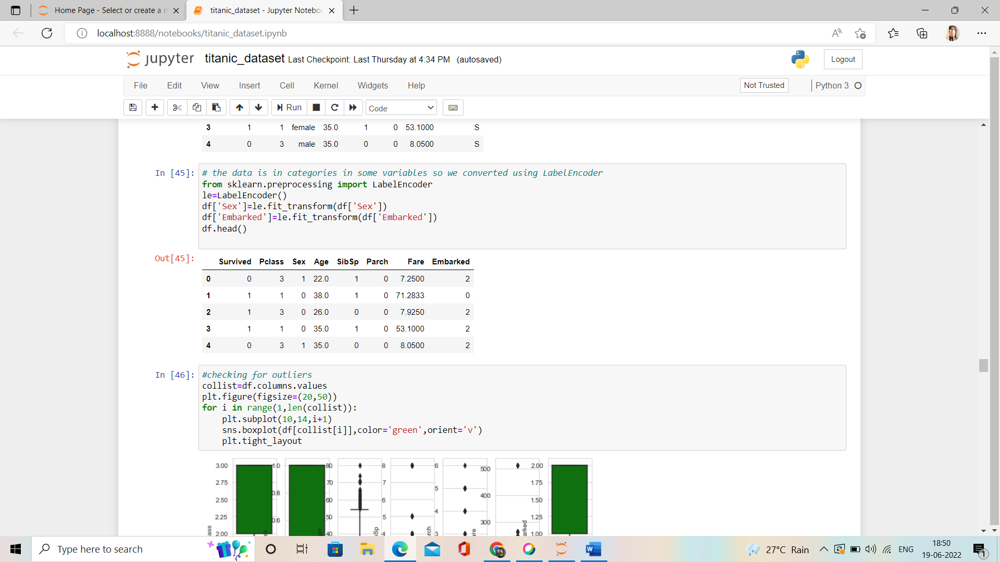 Home Page - Select or create a n
titanic_dataset - Jupyter Notebo
localhost:8888/notebooks/titanic_dataset.ipynb
jupyter titanic_dataset Last Checkpoint: Last Thursday at 4:34 PM (autosaved)
Logout
File Edit View Insert Cell Kernel Widgets Help
Not Trusted
Python 3
Run
Code
3 1 1 female 35.0 1 0 53.1000 S
4 0 3 male 35.0 0 0 8.0500 S
In [45]:
# the data is in categories in some variables so we converted using LabelEncoder
from sklearn.preprocessing import LabelEncoder
le=LabelEncoder()
df['Sex']=le.fit_transform(df['Sex'])
df['Embarked']=le.fit_transform(df['Embarked'])
df.head()
Out[45]:
Survived Pclass Sex Age SibSp Parch Fare Embarked
0 0 3 1 22.0 1 0 7.2500 2
1 1 1 0 38.0 1 0 71.2833 0
2 1 3 0 26.0 0 0 7.9250 2
3 1 1 0 35.0 1 0 53.1000 2
4 0 3 1 35.0 0 0 8.0500 2
In [46]:
#checking for outliers
collist=df.columns.values
plt.figure(figsize=(20,50))
for i in range(1,len(collist)):
    plt.subplot(10,14,i+1)
    sns.boxplot(df[collist[i]],color='green',orient='v')
    plt.tight_layout
3.00 1.0 80 8 6 500 2.00
2.75 70 7 1.75
0.8 5 400
2.50 60 6 1.50
2.25 0.6 50 5 4 300 1.25
2.00 40 4 3 1.00
ass ex ge Sp rch are arked
Type here to search
27°C Rain
ENG
18:50
19-06-2022
1